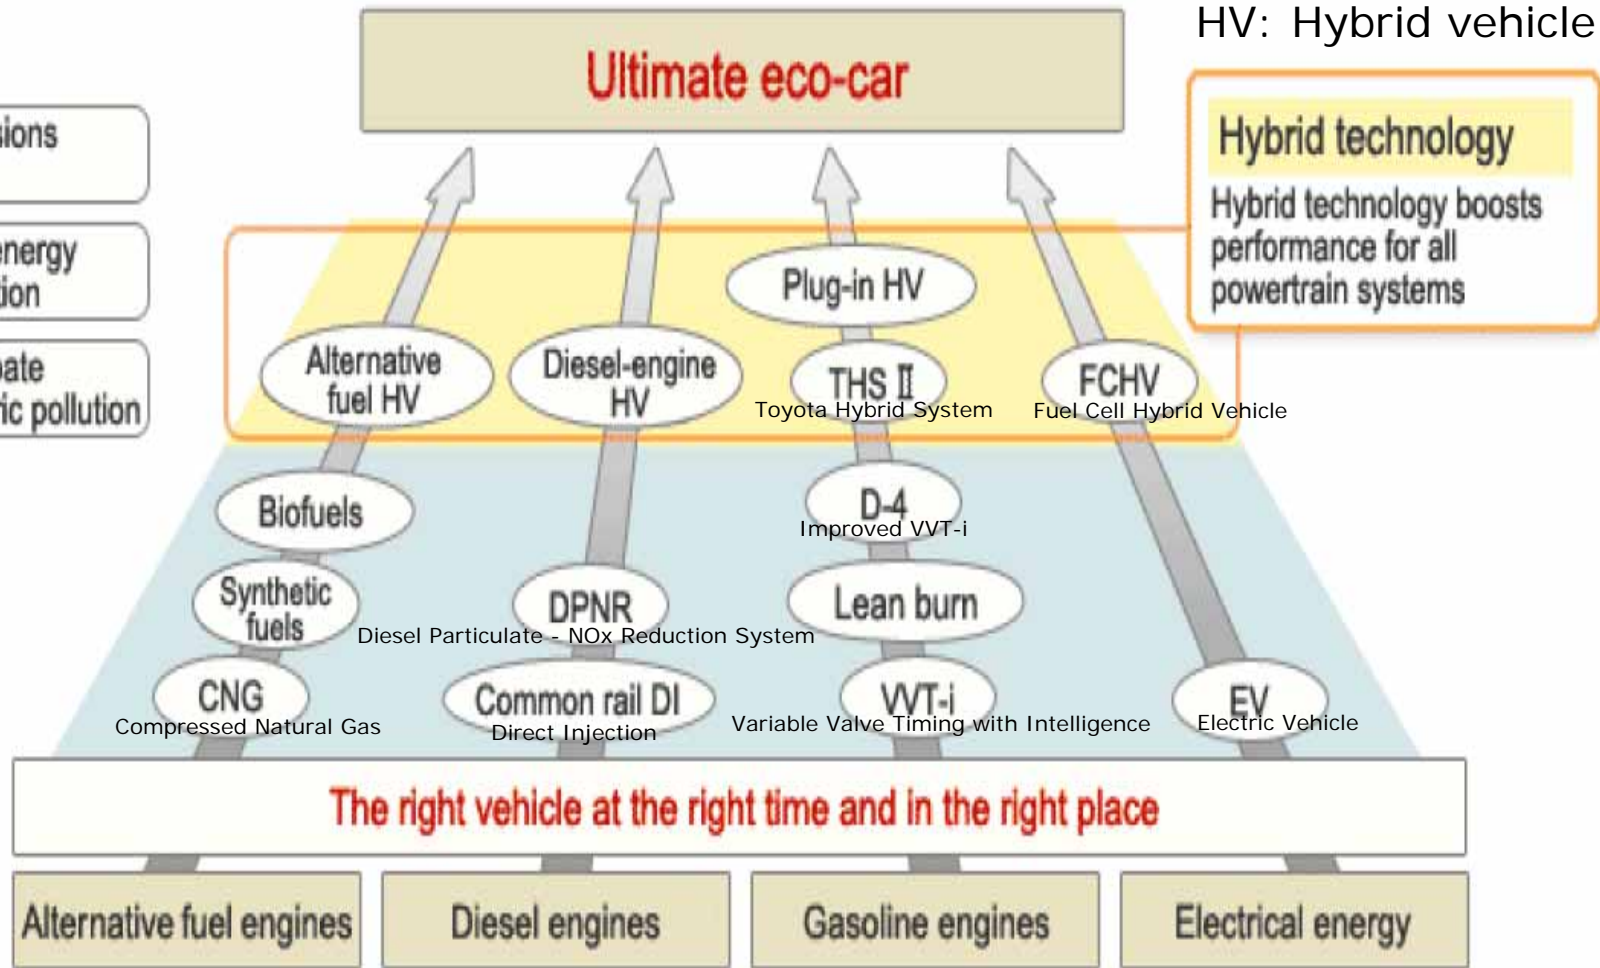 HV: Hybrid vehicle
Ultimate eco-car
Hybrid technology
Hybrid technology boosts
performance for all
powertrain systems
pollution
Plug-in HV
Alternative
fuel HV
Diesel-engine
HV
THS Ⅱ
Toyota Hybrid System
FCHV
Fuel Cell Hybrid Vehicle
Biofuels
D-4
Improved VVT-i
Synthetic
fuels
DPNR
Diesel Particulate - NOx Reduction System
Lean burn
CNG
Compressed Natural Gas
Common rail DI
Direct Injection
VVT-i
Variable Valve Timing with Intelligence
EV
Electric Vehicle
The right vehicle at the right time and in the right place
Alternative fuel engines
Diesel engines
Gasoline engines
Electrical energy